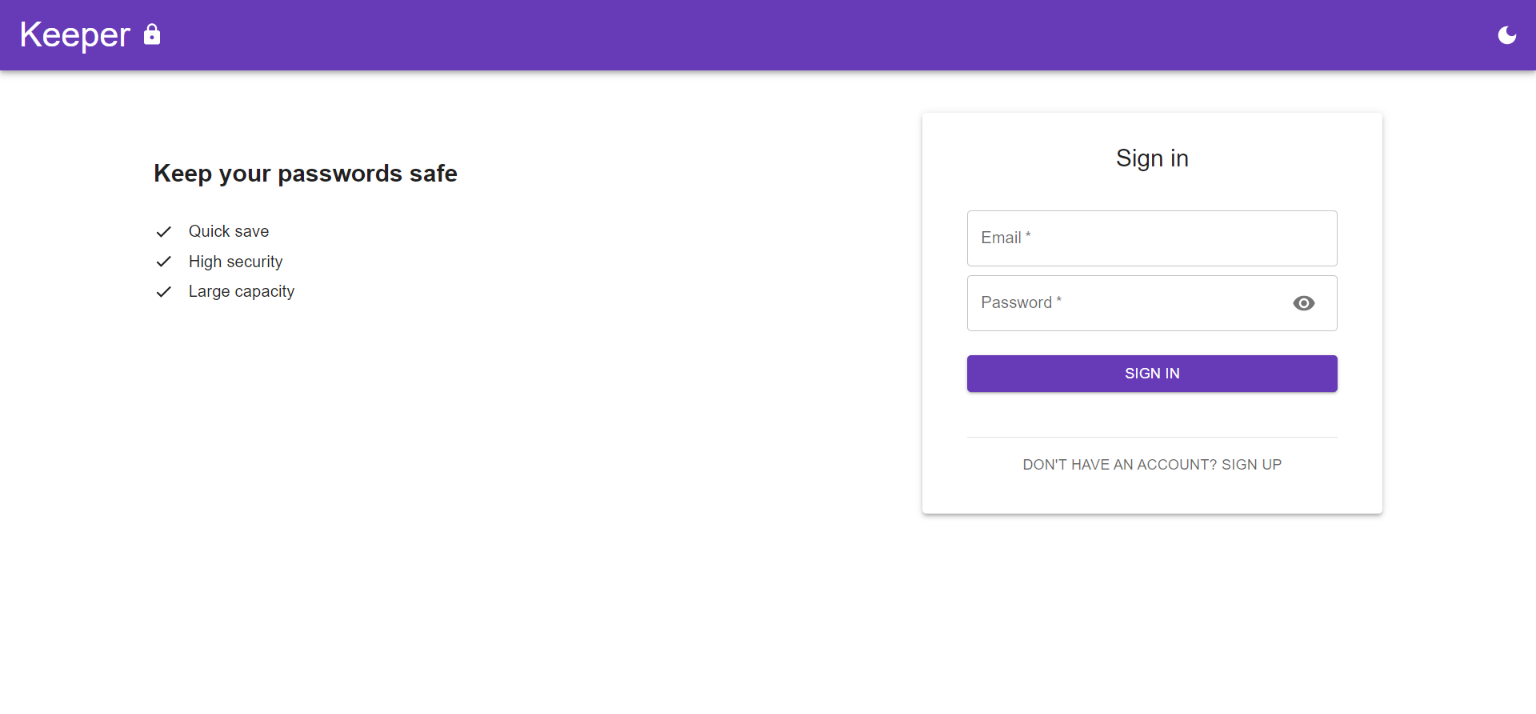 Keeper
Keep your passwords safe
Quick save
High security
Large capacity
Sign in
Email *
Password *
SIGN IN
DON'T HAVE AN ACCOUNT? SIGN UP